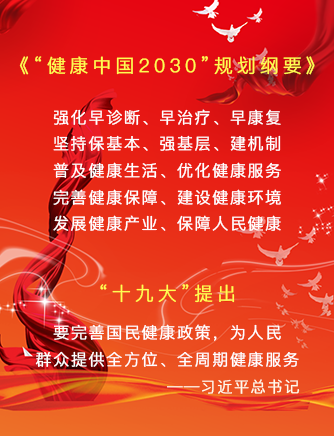 《“健康中国2030”规划纲要》
强化早诊断、早治疗、早康复
坚持保基本、强基层、建机制
普及健康生活、优化健康服务
完善健康保障、建设健康环境
发展健康产业、保障人民健康
“十九大”提出
要完善国民健康政策，为人民
群众提供全方位、全周期健康服务
——习近平总书记